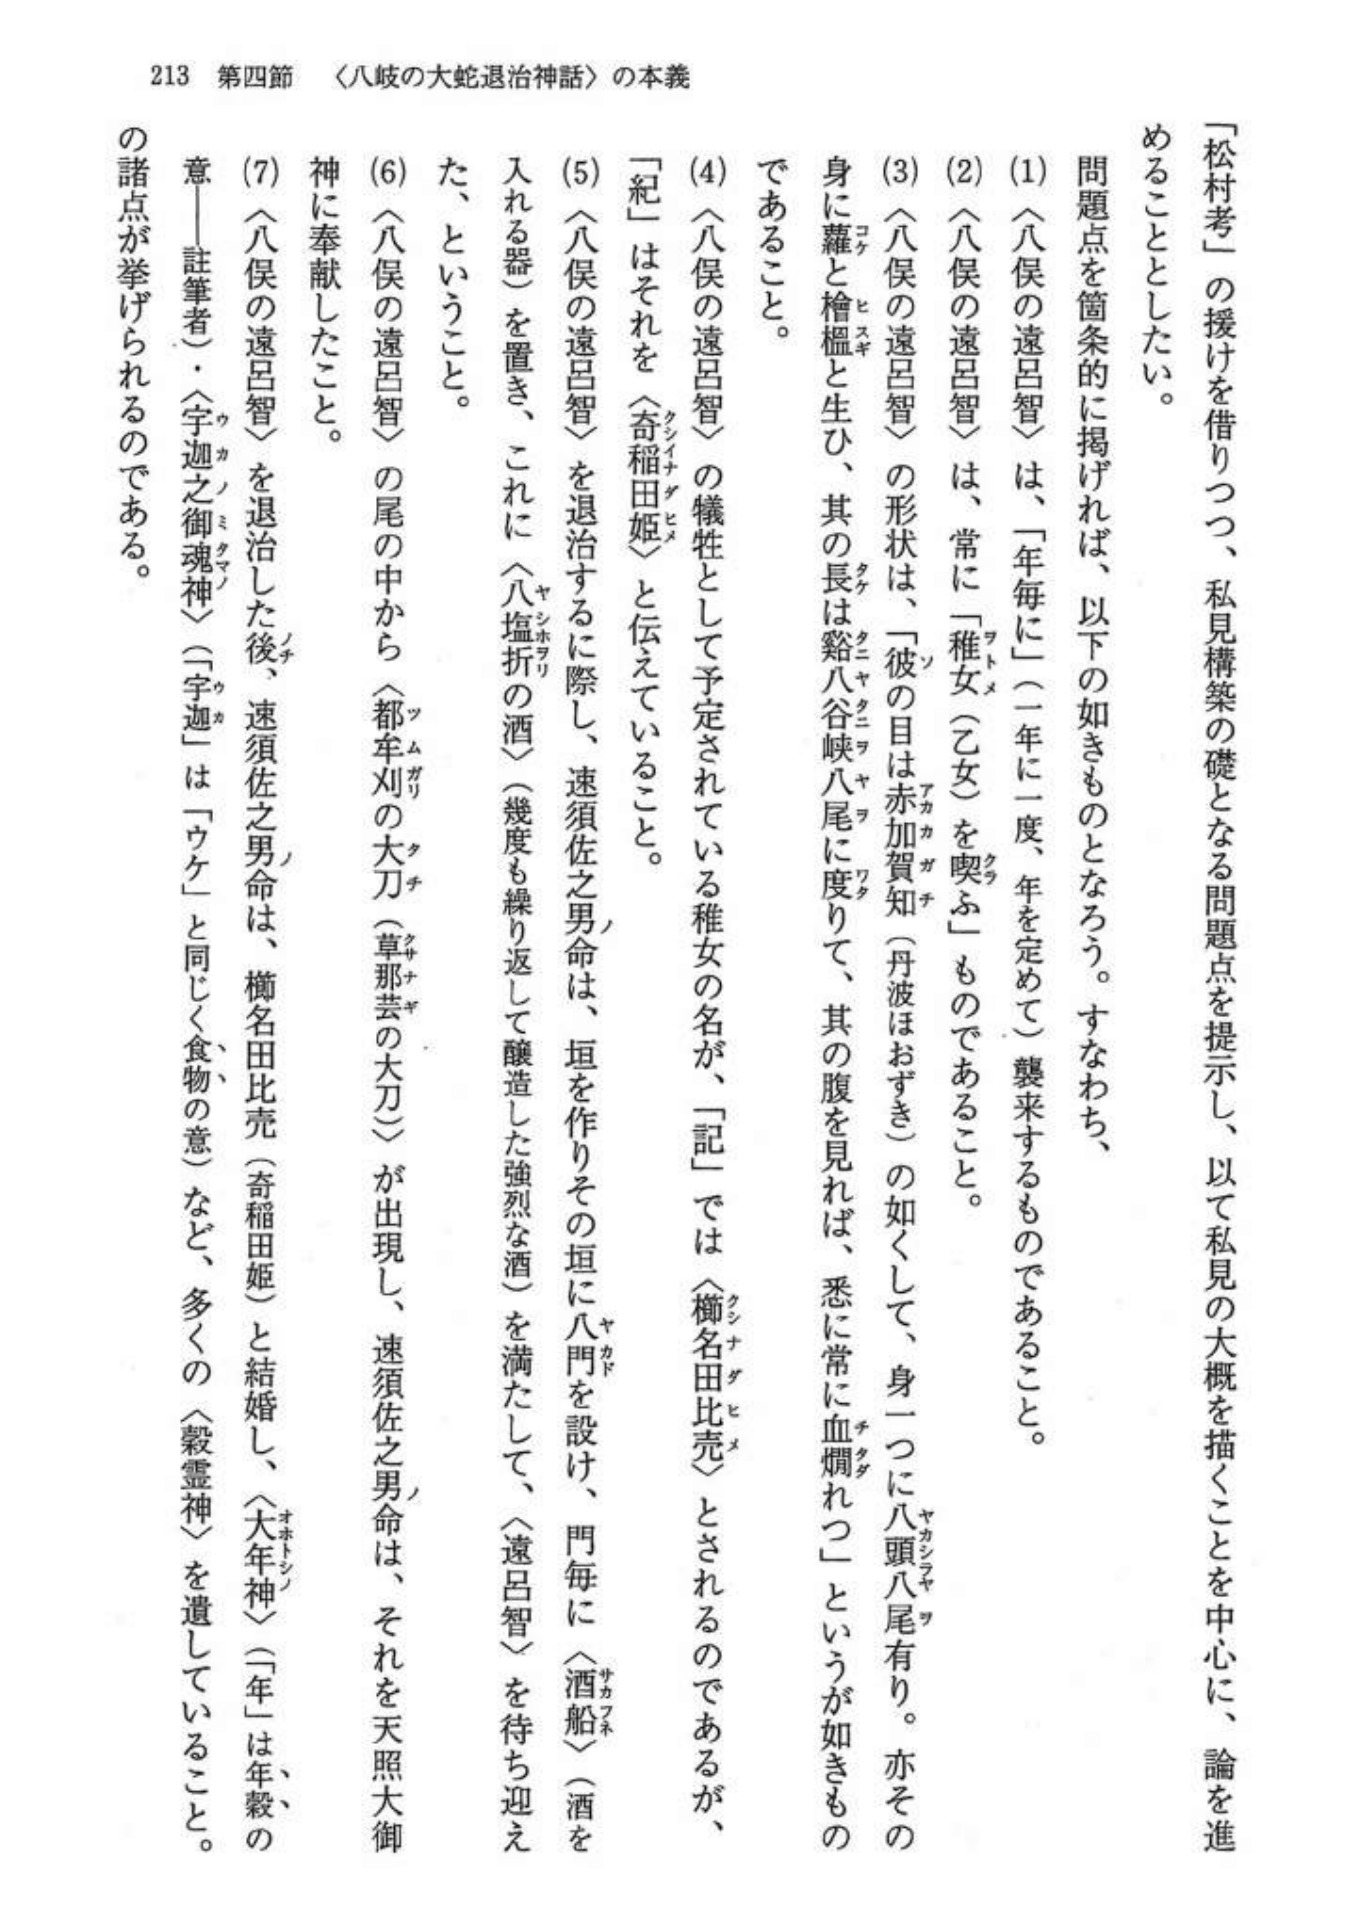 213　第四節　〈八岐の大蛇退治神話〉の本義
「松村考」の援けを借りつつ、私見構築の礎となる問題点を提示し、以て私見の大概を描くことを中心に、論を進
めることとしたい。
問題点を箇条的に掲げれば、以下の如きものとなろう。すなわち、
(1)〈八俣の遠呂智〉は、「年毎に」（一年に一度、年を定めて）襲来するものであること。
(2)〈八俣の遠呂智〉は、常に「稚女（乙女）を喫ふ」ものであること。
(3)〈八俣の遠呂智〉の形状は、「彼の目は赤加賀知（丹波ほおずき）の如くして、身一つに八頭八尾有り。亦その
身に蘿と檜榲と生ひ、其の長は谿八谷峡八尾に度りて、其の腹を見れば、悉に常に血爛れつ」というが如きもの
であること。
(4)〈八俣の遠呂智〉の犠牲として予定されている稚女の名が、「記」では〈櫛名田比売〉とされるのであるが、
「紀」はそれを〈奇稲田姫〉と伝えていること。
(5)〈八俣の遠呂智〉を退治するに際し、速須佐之男命は、垣を作りその垣に八門を設け、門毎に〈酒船〉（酒を
入れる器）を置き、これに〈八塩折の酒〉（幾度も繰り返して醸造した強烈な酒）を満たして、〈遠呂智〉を待ち迎え
た、ということ。
(6)〈八俣の遠呂智〉の尾の中から〈都牟刈の大刀（草那芸の大刀）〉が出現し、速須佐之男命は、それを天照大御
神に奉献したこと。
(7)〈八俣の遠呂智〉を退治した後、速須佐之男命は、櫛名田比売（奇稲田姫）と結婚し、〈大年神〉（「年」は年穀の
意――註筆者）・〈宇迦之御魂神〉（「宇迦」は「ウケ」と同じく食物の意）など、多くの〈穀霊神〉を遺していること。
の諸点が挙げられるのである。